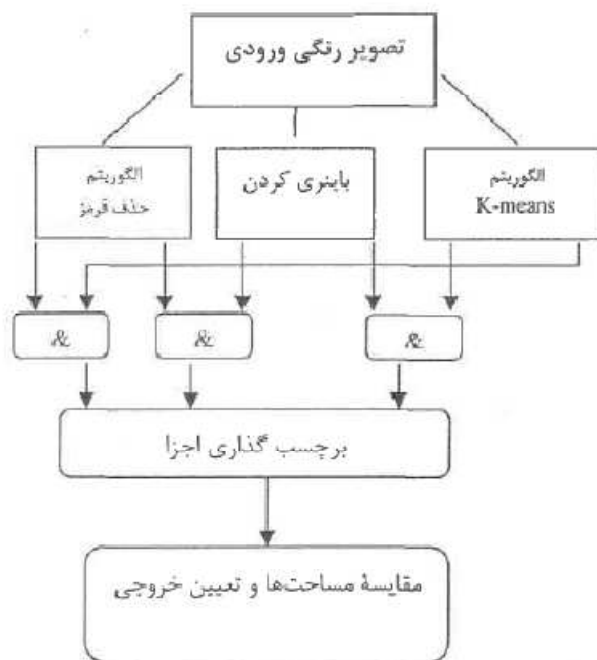 تصویر رنگی ورودی
الگوریتم
حذف قرمز
باینری کردن
الگوریتم
K-means
&
&
&
برچسب گذاری اجزا
مقایسهٔ مساحت‌ها و تعیین خروجی